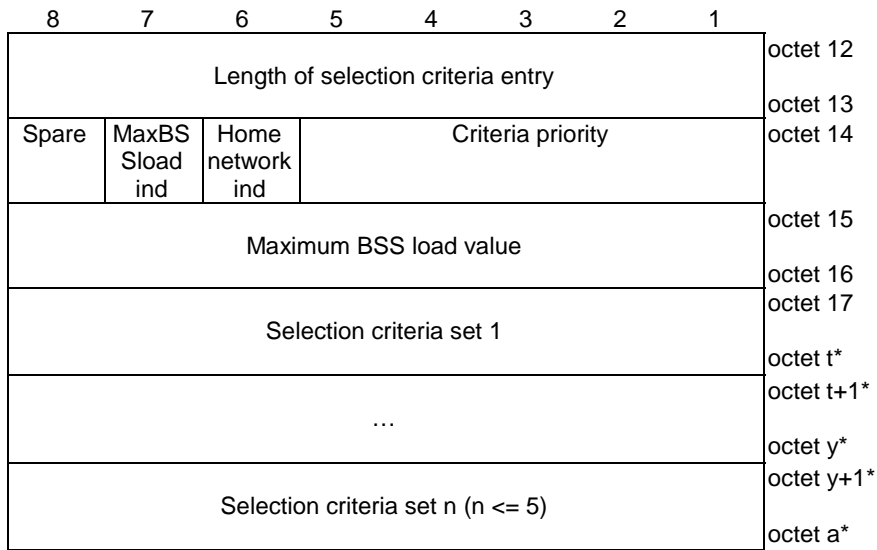 8 7 6 5 4 3 2 1
octet 12
Length of selection criteria entry
octet 13
Spare MaxBS Home Criteria priority octet 14
Sload network
ind ind
octet 15
Maximum BSS load value
octet 16
octet 17
Selection criteria set 1
octet t*
octet t+1*
…
octet y*
octet y+1*
Selection criteria set n (n <= 5)
octet a*